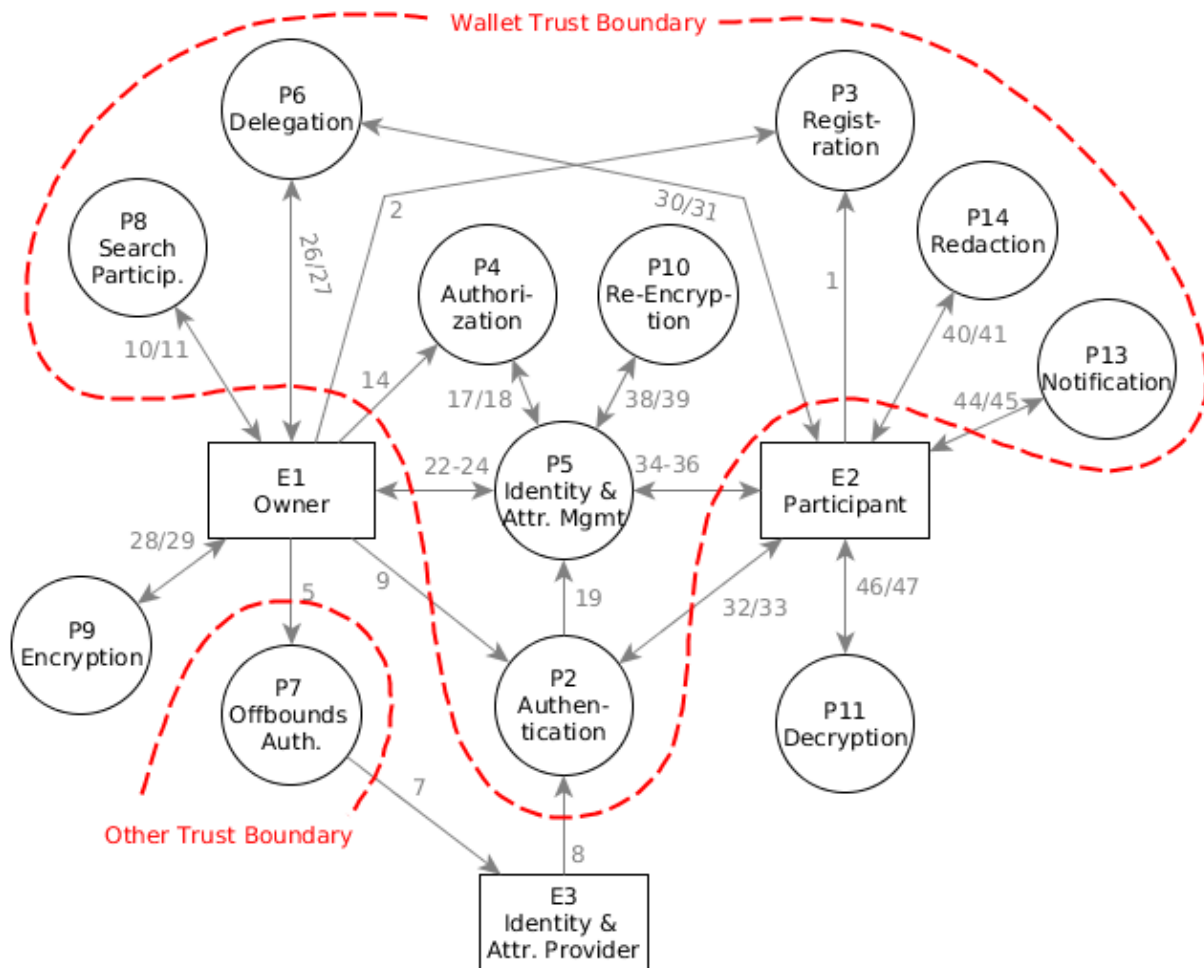 Wallet Trust Boundary
P6
Delegation
P3
Regist-
ration
P8
Search
Particip.
2
30/31
P14
Redaction
26/27
P4
Authori-
zation
P10
Re-Encryp-
tion
1
10/11
40/41
P13
Notification
14
17/18
38/39
44/45
E1
Owner
22-24
P5
Identity &
Attr. Mgmt
34-36
E2
Participant
28/29
5
9
19
32/33
46/47
P9
Encryption
P7
Offbounds
Auth.
P2
Authen-
tication
P11
Decryption
7
Other Trust Boundary
8
E3
Identity &
Attr. Provider